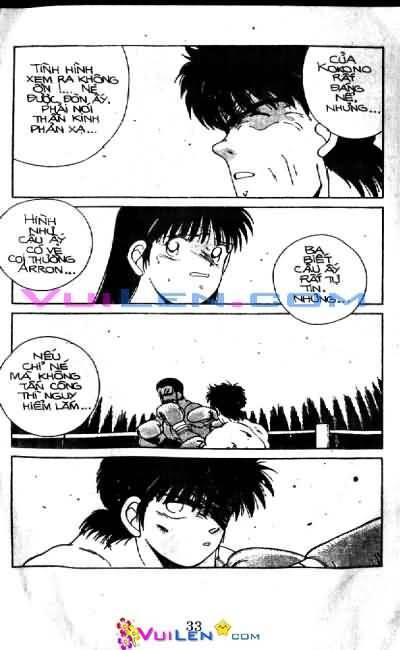 TÌNH HÌNH
XEM RA KHÔNG
ỔN !.... NÉ
ĐƯỢC ĐÒN ẤY,
PHẢI NÓI
THẦN KINH
PHẢN XẠ...
CỦA
KOKONO
RẤT
ĐÁNG
NỂ,
NHƯNG...
HÌNH
NHƯ
CẬU ẤY
CÓ VẺ
COI THƯỜNG
ARRON...
BA
BIẾT
CẬU ẤY
RẤT TỰ
TIN,
NHƯNG...
VUILEN.COM
NẾU
CHỈ NÉ
MÀ KHÔNG
TẤN CÔNG
THÌ NGUY
HIỂM LẮM...
33
VUILEN.COM